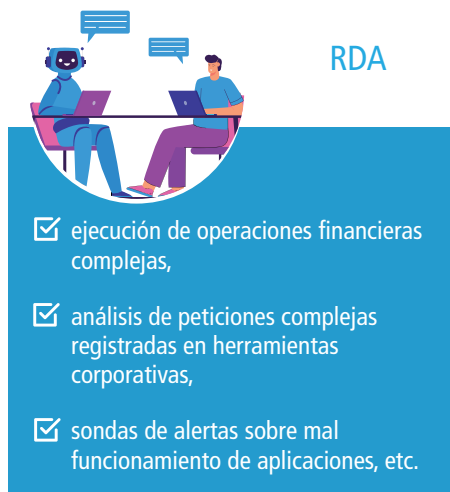 RDA
ejecución de operaciones financieras
complejas,
análisis de peticiones complejas
registradas en herramientas
corporativas,
sondas de alertas sobre mal
funcionamiento de aplicaciones, etc.